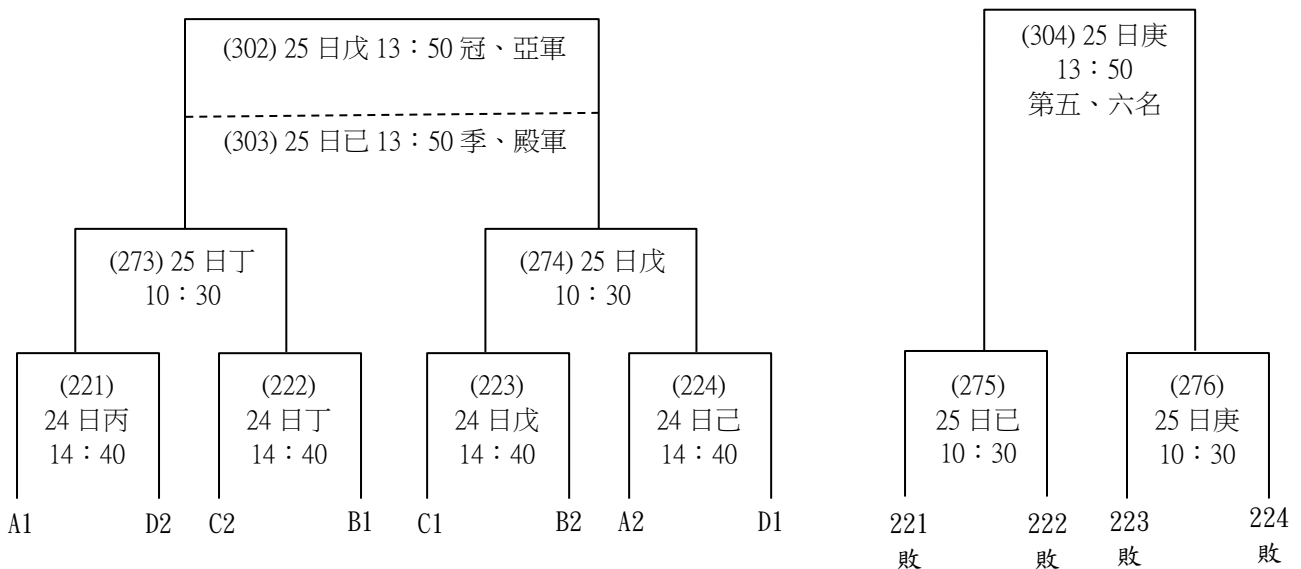 (302) 25 日戊 13：50 冠、亞軍
(303) 25 日已 13：50 季、殿軍
(304) 25 日庚
13：50
第五、六名
(273) 25 日丁
10：30
(274) 25 日戊
10：30
(221)
24 日丙
14：40
(222)
24 日丁
14：40
(223)
24 日戊
14：40
(224)
24 日己
14：40
(275)
25 日已
10：30
(276)
25 日庚
10：30
A1
D2
C2
B1
C1
B2
A2
D1
221
敗
222
敗
223
敗
224
敗